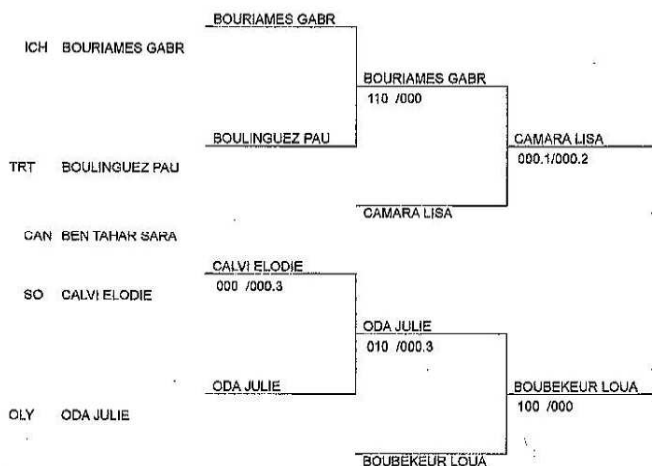 BOURIAMES GABR
ICH BOURIAMES GABR
BOURIAMES GABR
110 /000
BOULINGUEZ PAU
CAMARA LISA
000.1/000.2
TRT BOULINGUEZ PAU
CAMARA LISA
CAN BEN TAHAR SARA
CALVI ELODIE
000 /000.3
SO CALVI ELODIE
ODA JULIE
010 /000.3
ODA JULIE
BOUBEKEUR LOUA
100 /000
OLY ODA JULIE
BOUBEKEUR LOUA